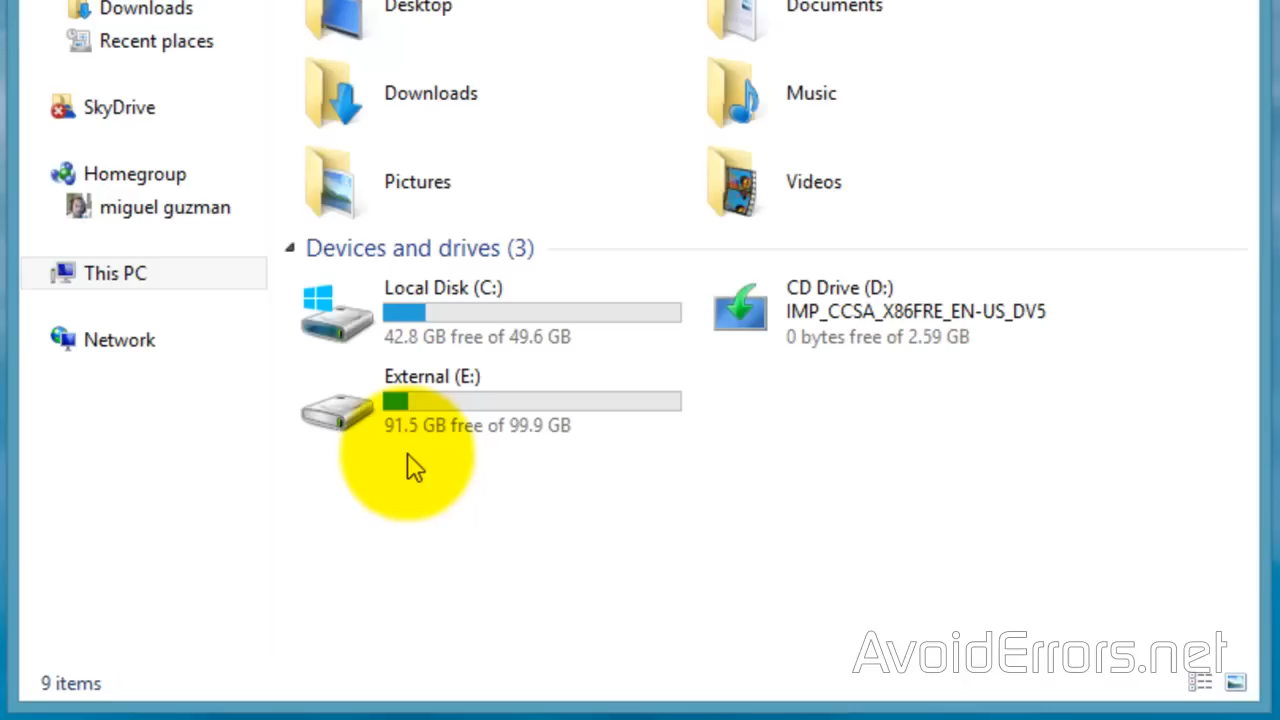 Downloads
Recent places
SkyDrive
Homegroup
miguel guzman
This PC
Network
Desktop
Documents
Downloads
Music
Pictures
Videos
Devices and drives (3)
Local Disk (C:)
42.8 GB free of 49.6 GB
CD Drive (D:)
IMP_CCSA_X86FRE_EN-US_DV5
0 bytes free of 2.59 GB
External (E:)
91.5 GB free of 99.9 GB
AvoidErrors.net
9 items